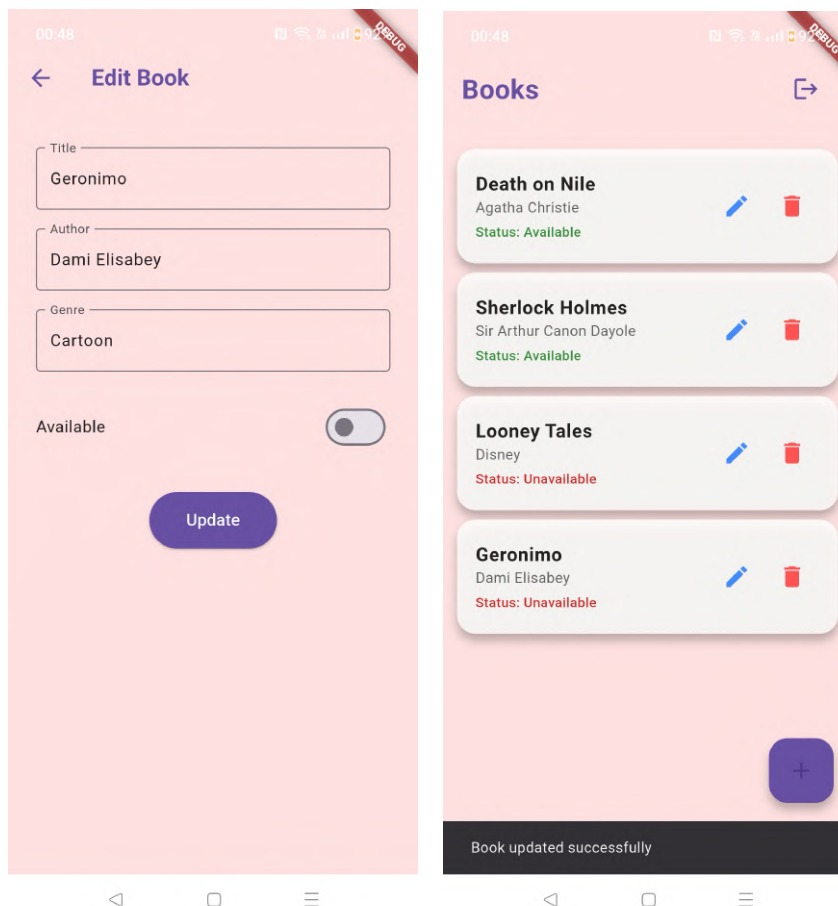 00:48
92
DEBUG
Edit Book
Title
Geronimo
Author
Dami Elisabey
Genre
Cartoon
Available
Update
00:48
92
DEBUG
Books
Death on Nile
Agatha Christie
Status: Available
Sherlock Holmes
Sir Arthur Canon Dayole
Status: Available
Looney Tales
Disney
Status: Unavailable
Geronimo
Dami Elisabey
Status: Unavailable
+
Book updated successfully